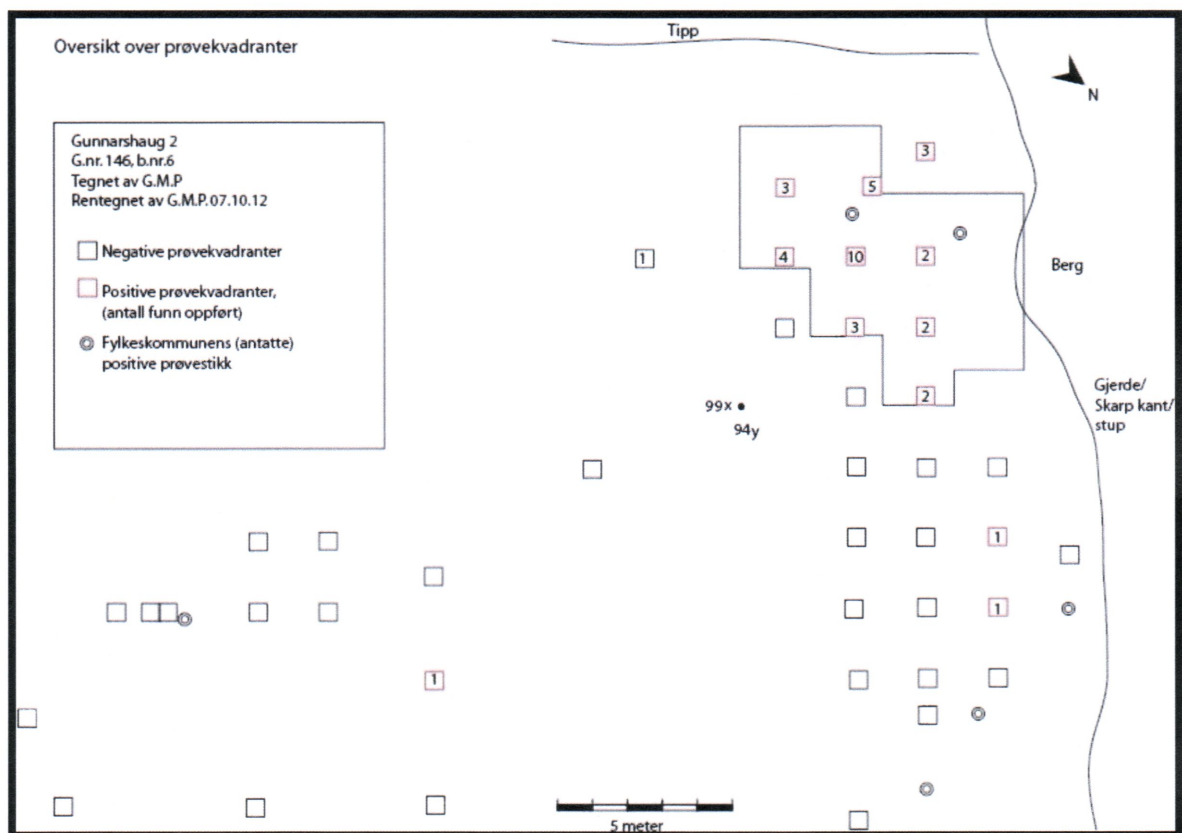 Oversikt over prøvekvadranter
Tipp
N
Gunnarshaug 2
G.nr. 146, b.nr.6
Tegnet av G.M.P
Rentegnet av G.M.P. 07.10.12
Negative prøvekvadranter
Positive prøvekvadranter,
(antall funn oppført)
Fylkeskommunens (antatte)
positive prøvestikk
3
3
5
1
4
10
2
Berg
3
2
2
Gjerde/
Skarp kant/
stup
99x
94y
1
1
1
5 meter